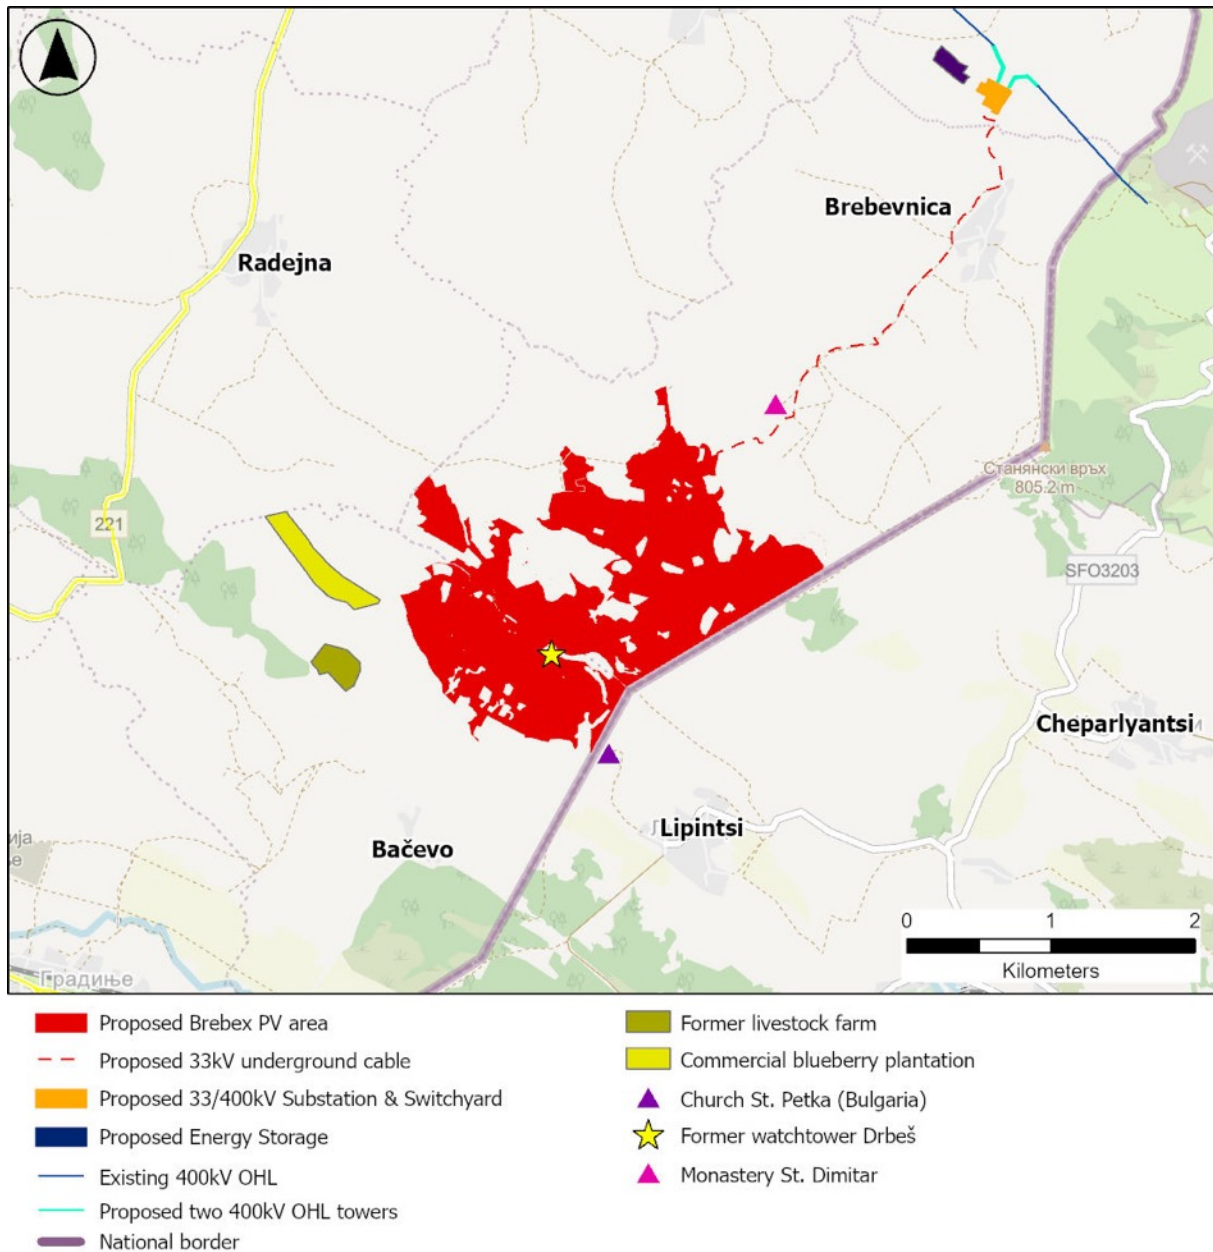 Brebevnica
Radejna
221
Станянски врх
805.2 m
SFO3203
Cheparlyantsi
Lipintsi
Bačevo
Градиње
0 1 2
Kilometers
Proposed Brebex PV area
Proposed 33kV underground cable
Proposed 33/400kV Substation & Switchyard
Proposed Energy Storage
Existing 400kV OHL
Proposed two 400kV OHL towers
National border
Former livestock farm
Commercial blueberry plantation
Church St. Petka (Bulgaria)
Former watchtower Drbeš
Monastery St. Dimitar